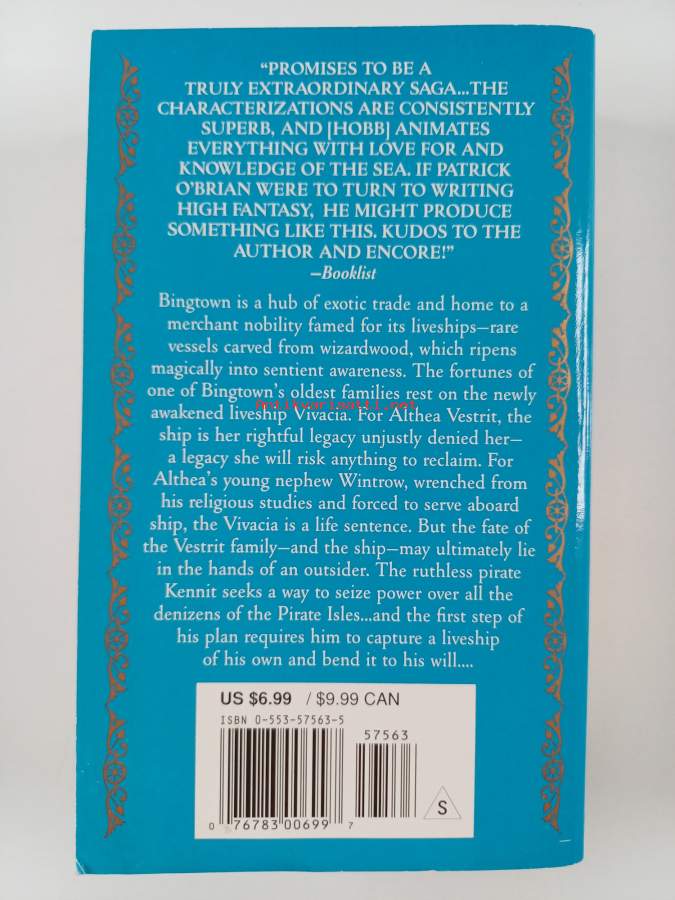 “PROMISES TO BE A
TRULY EXTRAORDINARY SAGA...THE
CHARACTERIZATIONS ARE CONSISTENTLY
SUPERB, AND [HOBB] ANIMATES
EVERYTHING WITH LOVE FOR AND
KNOWLEDGE OF THE SEA. IF PATRICK
O’BRIAN WERE TO TURN TO WRITING
HIGH FANTASY, HE MIGHT PRODUCE
SOMETHING LIKE THIS. KUDOS TO THE
AUTHOR AND ENCORE!”
—Booklist
Bingtown is a hub of exotic trade and home to a
merchant nobility famed for its liveships—rare
vessels carved from wizardwood, which ripens
magically into sentient awareness. The fortunes of
one of Bingtown’s oldest families rest on the newly
antikvariaatti.net
awakened liveship Vivacia. For Althea Vestrit, the
ship is her rightful legacy unjustly denied her—
a legacy she will risk anything to reclaim. For
Althea’s young nephew Wintrow, wrenched from
his religious studies and forced to serve aboard
ship, the Vivacia is a life sentence. But the fate of
the Vestrit family—and the ship—may ultimately lie
in the hands of an outsider. The ruthless pirate
Kennit seeks a way to seize power over all the
denizens of the Pirate Isles...and the first step of
his plan requires him to capture a liveship
of his own and bend it to his will....
US $6.99 / $9.99 CAN
ISBN 0-553-57563-5
57563
S
0 76783 00699 7